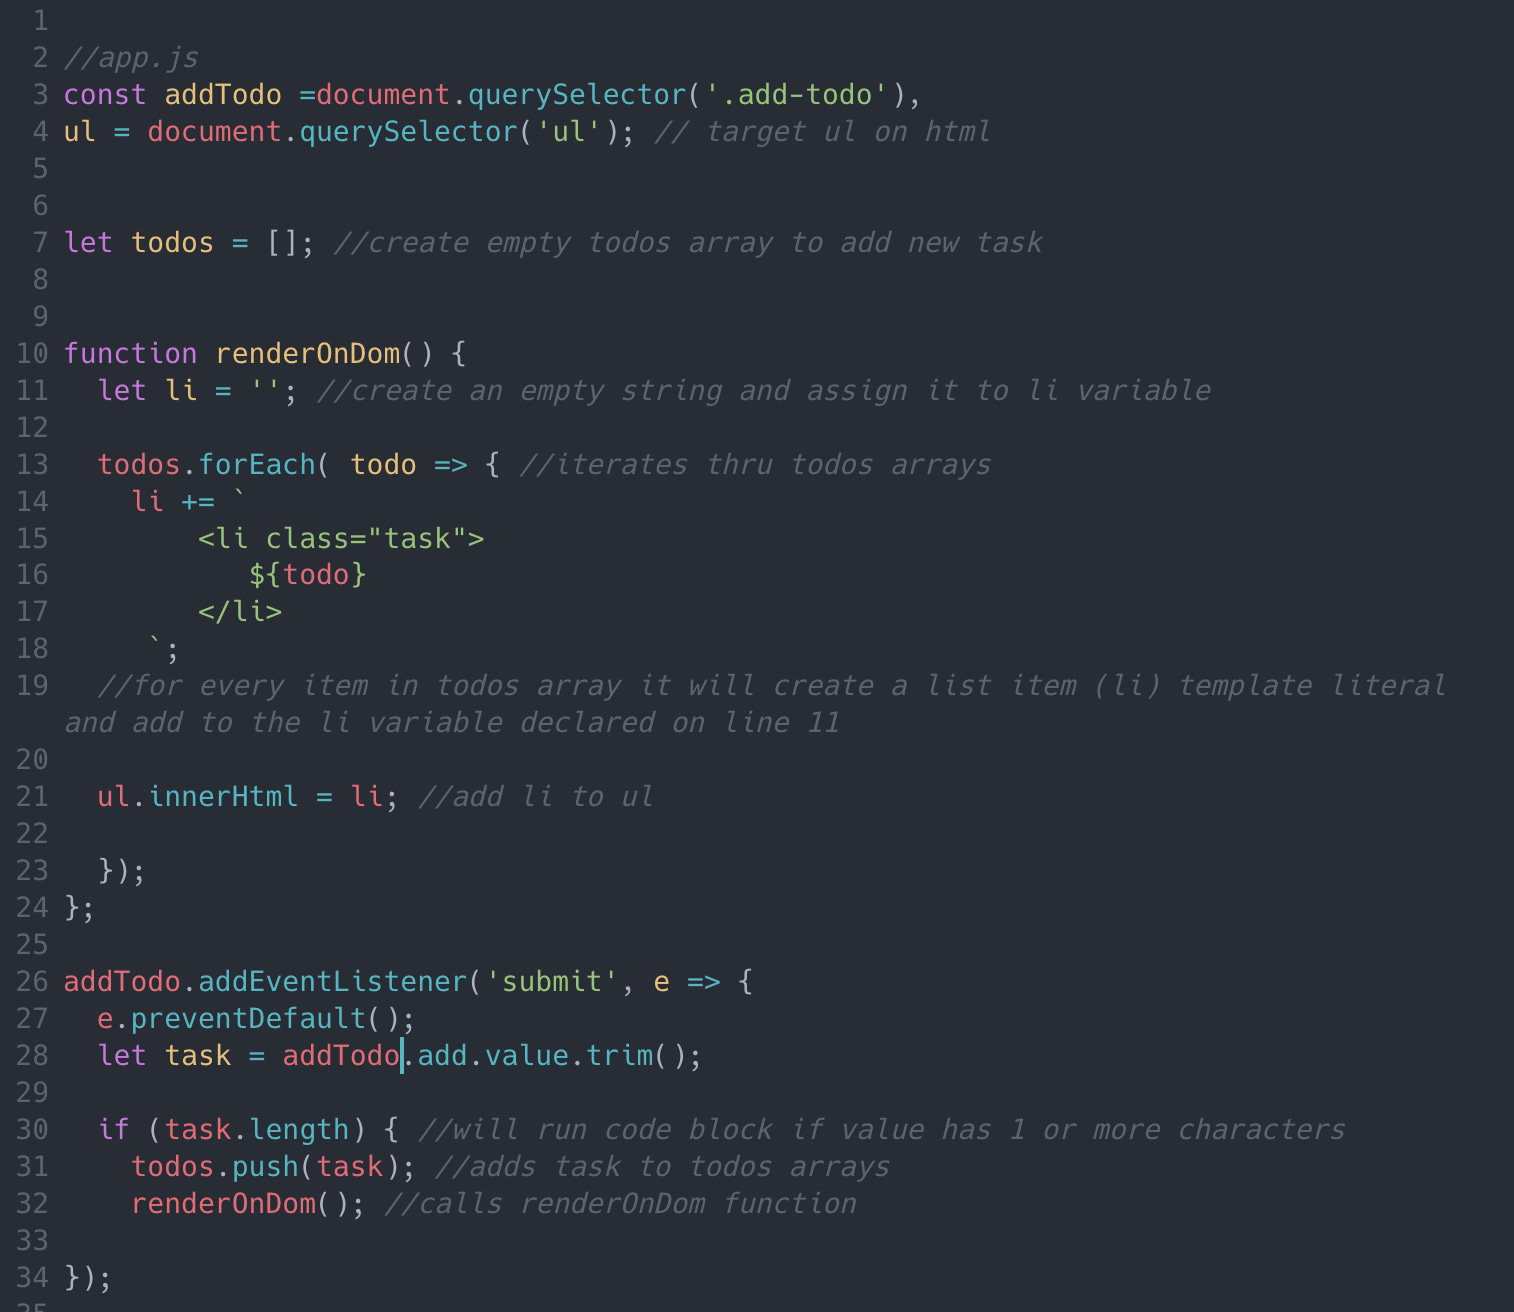 1
2 //app.js
3 const addTodo =document.querySelector('.add-todo'),
4 ul = document.querySelector('ul'); // target ul on html
5
6
7 let todos = []; //create empty todos array to add new task
8
9
10 function renderOnDom() {
11   let li = ''; //create an empty string and assign it to li variable
12
13   todos.forEach( todo => { //iterates thru todos arrays
14     li += `
15         <li class="task">
16            ${todo}
17         </li>
18      `;
19   //for every item in todos array it will create a list item (li) template literal
and add to the li variable declared on line 11
20
21   ul.innerHtml = li; //add li to ul
22
23   });
24 };
25
26 addTodo.addEventListener('submit', e => {
27   e.preventDefault();
28   let task = addTodo.add.value.trim();
29
30   if (task.length) { //will run code block if value has 1 or more characters
31     todos.push(task); //adds task to todos arrays
32     renderOnDom(); //calls renderOnDom function
33
34 });
35